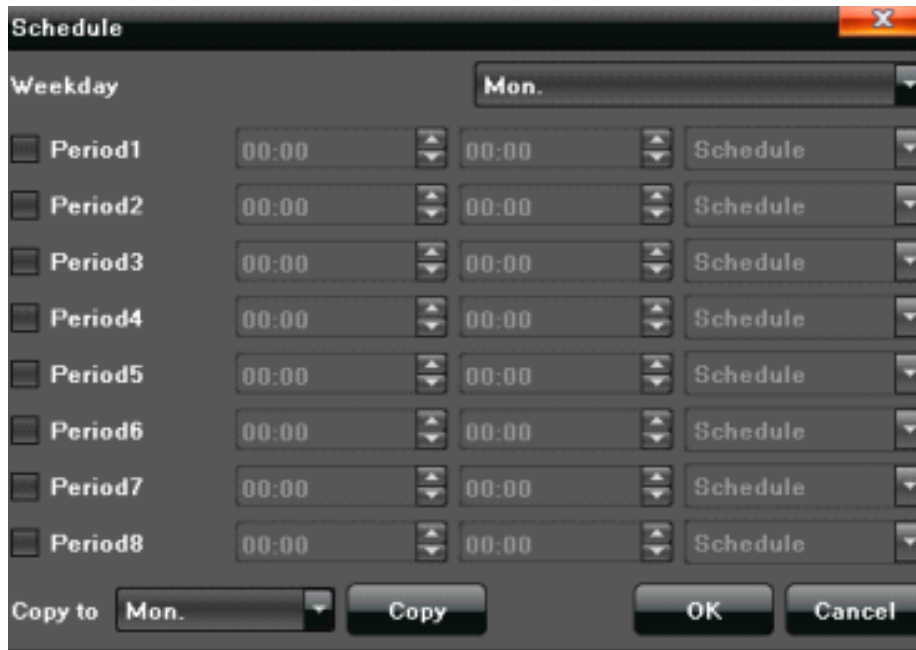 Schedule X
Weekday Mon.
Period1 00:00 00:00 Schedule
Period2 00:00 00:00 Schedule
Period3 00:00 00:00 Schedule
Period4 00:00 00:00 Schedule
Period5 00:00 00:00 Schedule
Period6 00:00 00:00 Schedule
Period7 00:00 00:00 Schedule
Period8 00:00 00:00 Schedule
Copy to Mon. Copy OK Cancel